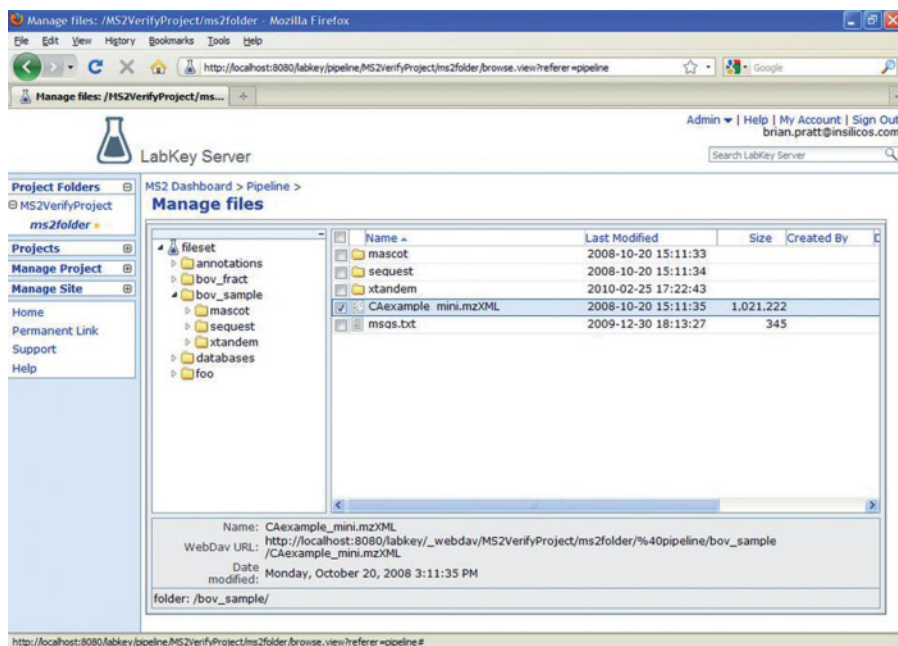 Manage files: /MS2VerifyProject/ms2folder - Mozilla Firefox
File Edit View History Bookmarks Tools Help
http://localhost:8080/labkey/pipeline/MS2VerifyProject/ms2folder/browse.view?referer=pipeline
Google
Manage files: /MS2VerifyProject/ms...
Admin | Help | My Account | Sign Out
brian.pratt@insilicos.com
LabKey Server
Search LabKey Server
Project Folders
MS2VerifyProject
ms2folder
Projects
Manage Project
Manage Site
Home
Permanent Link
Support
Help
MS2 Dashboard > Pipeline >
Manage files
fileset
annotations
bov_fract
bov_sample
mascot
sequest
xtandem
databases
foo
Name Last Modified Size Created By
mascot 2008-10-20 15:11:33
sequest 2008-10-20 15:11:34
xtandem 2010-02-25 17:22:43
CAexample_mini.mzXML 2008-10-20 15:11:35 1,021,222
msgs.txt 2009-12-30 18:13:27 345
Name: CAexample_mini.mzXML
WebDav URL: http://localhost:8080/labkey/_webdav/MS2VerifyProject/ms2folder/%40pipeline/bov_sample
/CAexample_mini.mzXML
Date modified: Monday, October 20, 2008 3:11:35 PM
folder: /bov_sample/
http://localhost:8080/labkey/pipeline/MS2VerifyProject/ms2folder/browse.view?referer=pipeline#